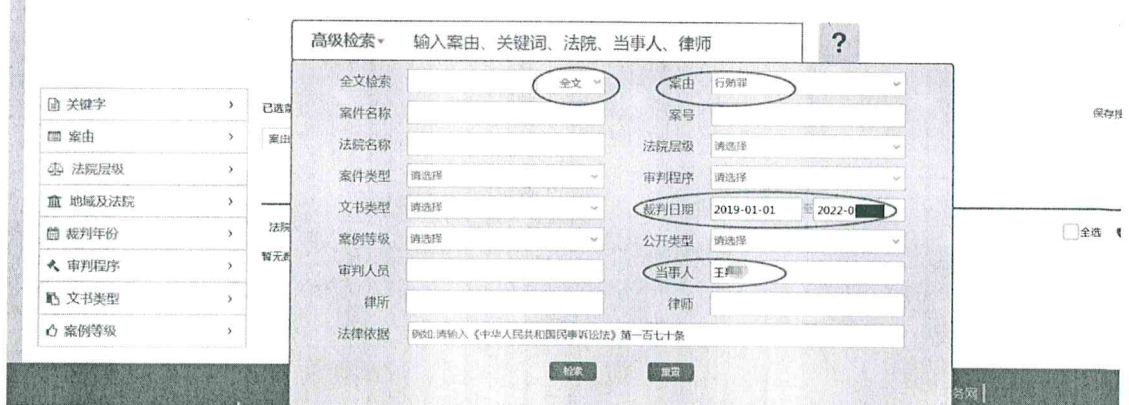 高级检索 输入案由、关键词、法院、当事人、律师 ?
全文检索 全文 案由 行贿罪
案件名称 案号
法院名称 法院层级 请选择
案件类型 请选择 审判程序 请选择
文书类型 请选择 裁判日期 2019-01-01 至 2022-0
案例等级 请选择 公开类型 请选择
审判人员 当事人 王
律所 律师
法律依据 例如:请输入《中华人民共和国民事诉讼法》第一百七十条
检索 重置
关键字
案由
法院层级
地域及法院
裁判年份
审判程序
文书类型
案例等级
已选
案由
法院
暂无
保存
全选
务网